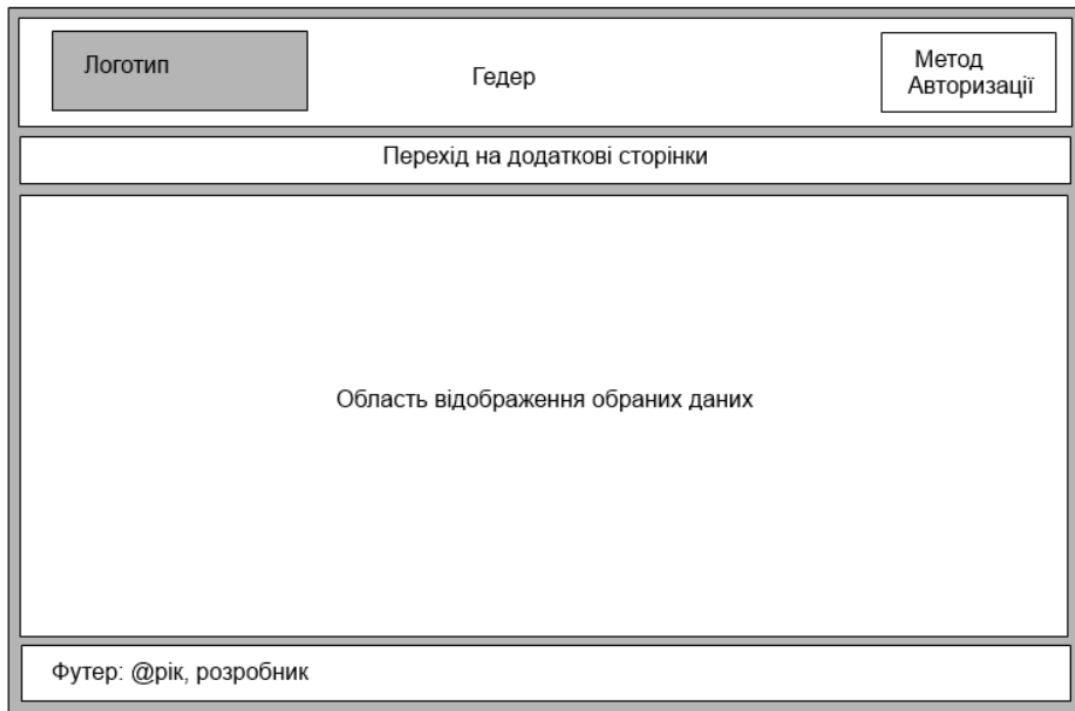 Логотип
Гедер
Метод
Авторизації
Перехід на додаткові сторінки
Область відображення обраних даних
Футер: @рік, розробник